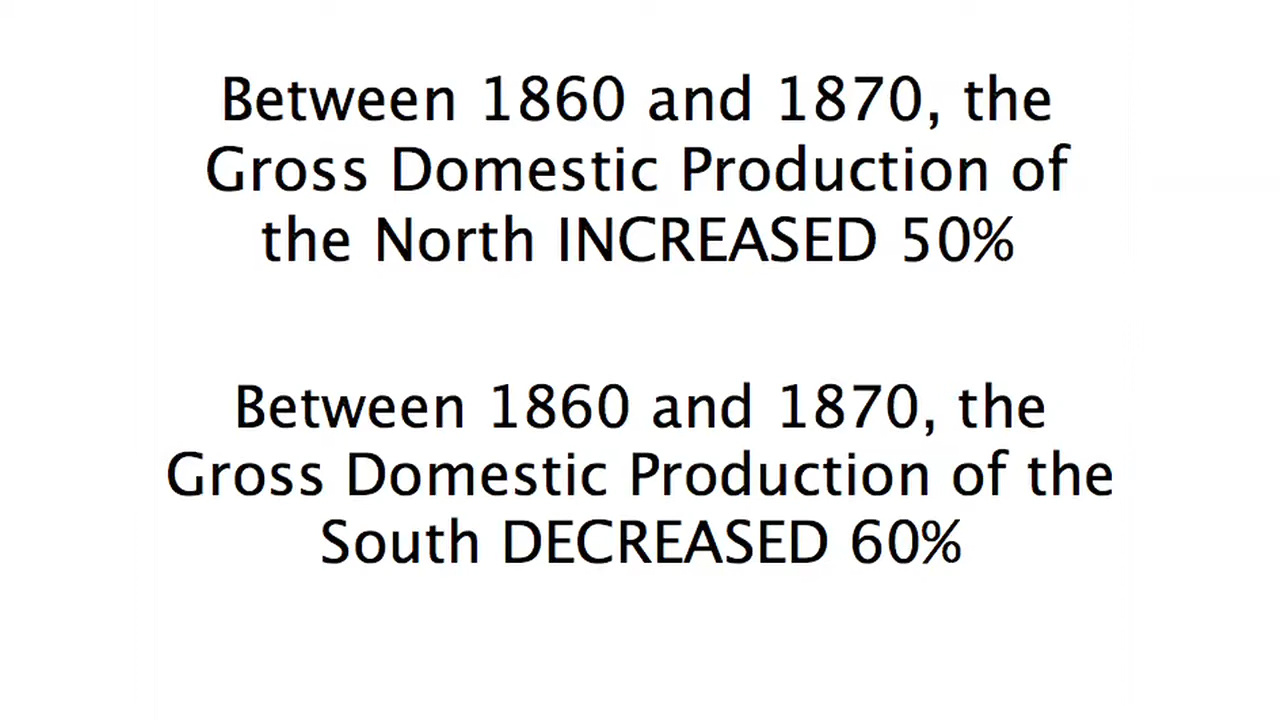 Between 1860 and 1870, the
Gross Domestic Production of
the North INCREASED 50%
Between 1860 and 1870, the
Gross Domestic Production of the
South DECREASED 60%